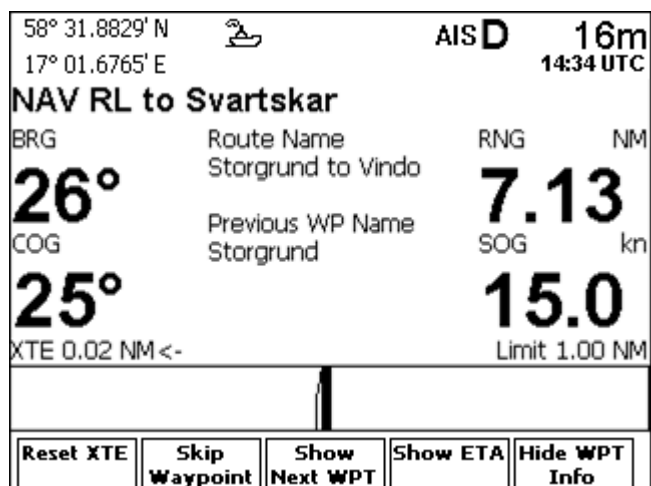 58° 31.8829' N AIS D 16m
17° 01.6765' E 14:34 UTC
NAV RL to Svartskar
BRG Route Name RNG NM
26° Storgrund to Vindo 7.13
Previous WP Name
COG Storgrund SOG kn
25° 15.0
XTE 0.02 NM<- Limit 1.00 NM
Reset XTE Skip Waypoint Show Next WPT Show ETA Hide WPT Info